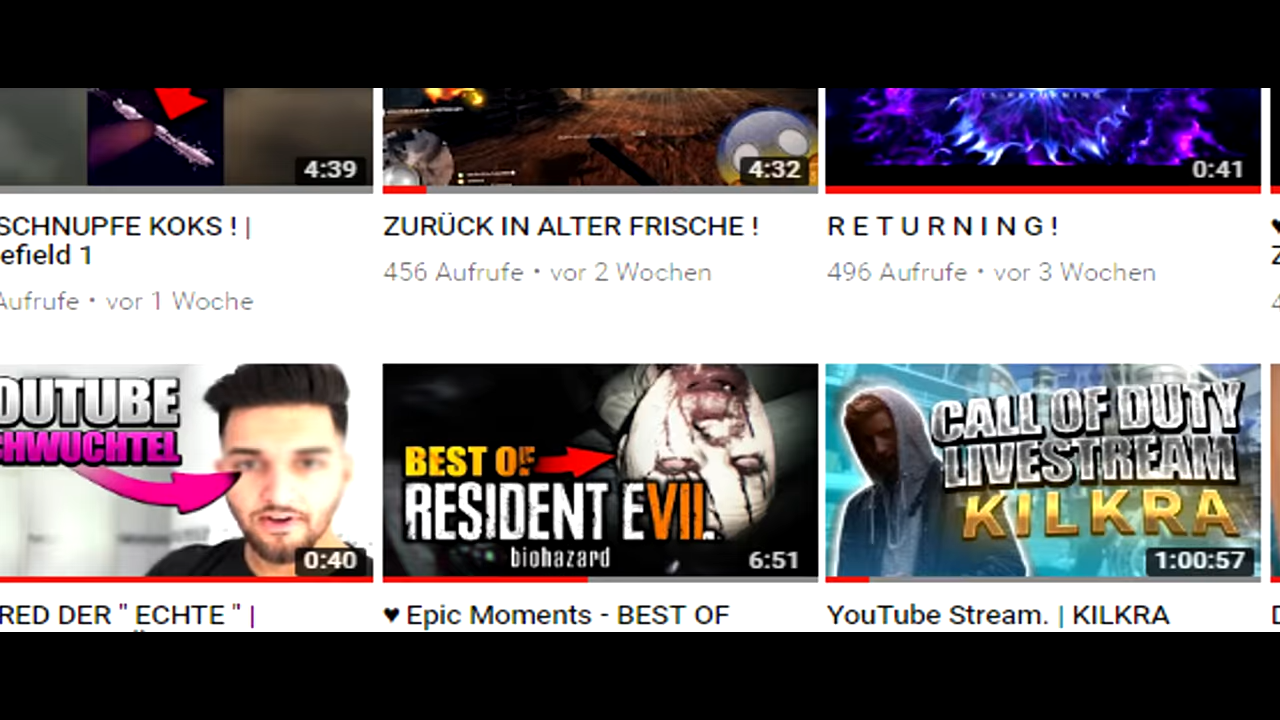 4:39
4:32
RETURNING
0:41
SCHNUPFE KOKS ! |
efield 1
Aufrufe • vor 1 Woche
ZURÜCK IN ALTER FRISCHE !
456 Aufrufe • vor 2 Wochen
R E T U R N I N G !
496 Aufrufe • vor 3 Wochen
OUTUBE
CHWUCHTEL
0:40
BEST OF
RESIDENT EVII.
biohazard
6:51
CALL OF DUTY
LIVESTREAM
KILKRA
1:00:57
RED DER " ECHTE " |
♥ Epic Moments - BEST OF
YouTube Stream. | KILKRA